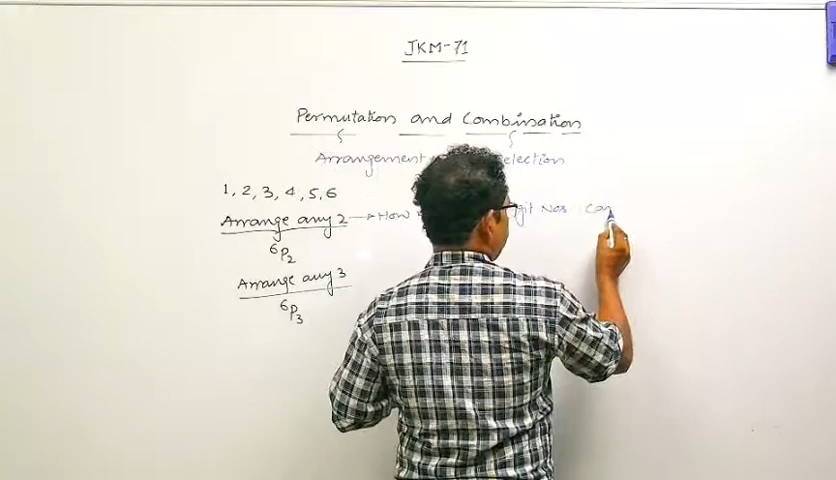 JKM-71
Permutation and Combination
Arrangement election
1, 2, 3, 4, 5, 6
Arrange any 2 → How git Nos. Can
⁶P₂
Arrange any 3
⁶P₃